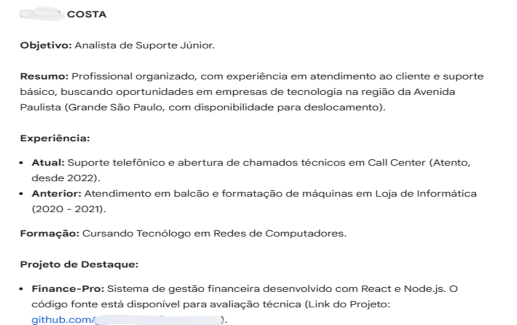 COSTA
Objetivo: Analista de Suporte Júnior.
Resumo: Profissional organizado, com experiência em atendimento ao cliente e suporte
básico, buscando oportunidades em empresas de tecnologia na região da Avenida
Paulista (Grande São Paulo, com disponibilidade para deslocamento).
Experiência:
• Atual: Suporte telefônico e abertura de chamados técnicos em Call Center (Atento,
desde 2022).
• Anterior: Atendimento em balcão e formatação de máquinas em Loja de Informática
(2020 - 2021).
Formação: Cursando Tecnólogo em Redes de Computadores.
Projeto de Destaque:
• Finance-Pro: Sistema de gestão financeira desenvolvido com React e Node.js. O
código fonte está disponível para avaliação técnica (Link do Projeto:
github.com/ ).